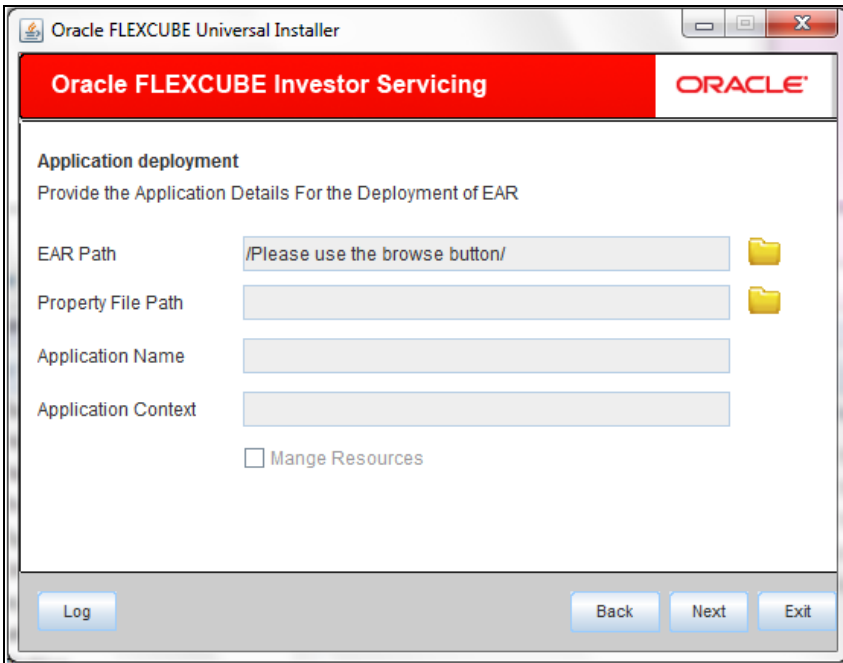 Oracle FLEXCUBE Universal Installer
Oracle FLEXCUBE Investor Servicing
ORACLE
Application deployment
Provide the Application Details For the Deployment of EAR
EAR Path /Please use the browse button/
Property File Path
Application Name
Application Context
Mange Resources
Log Back Next Exit